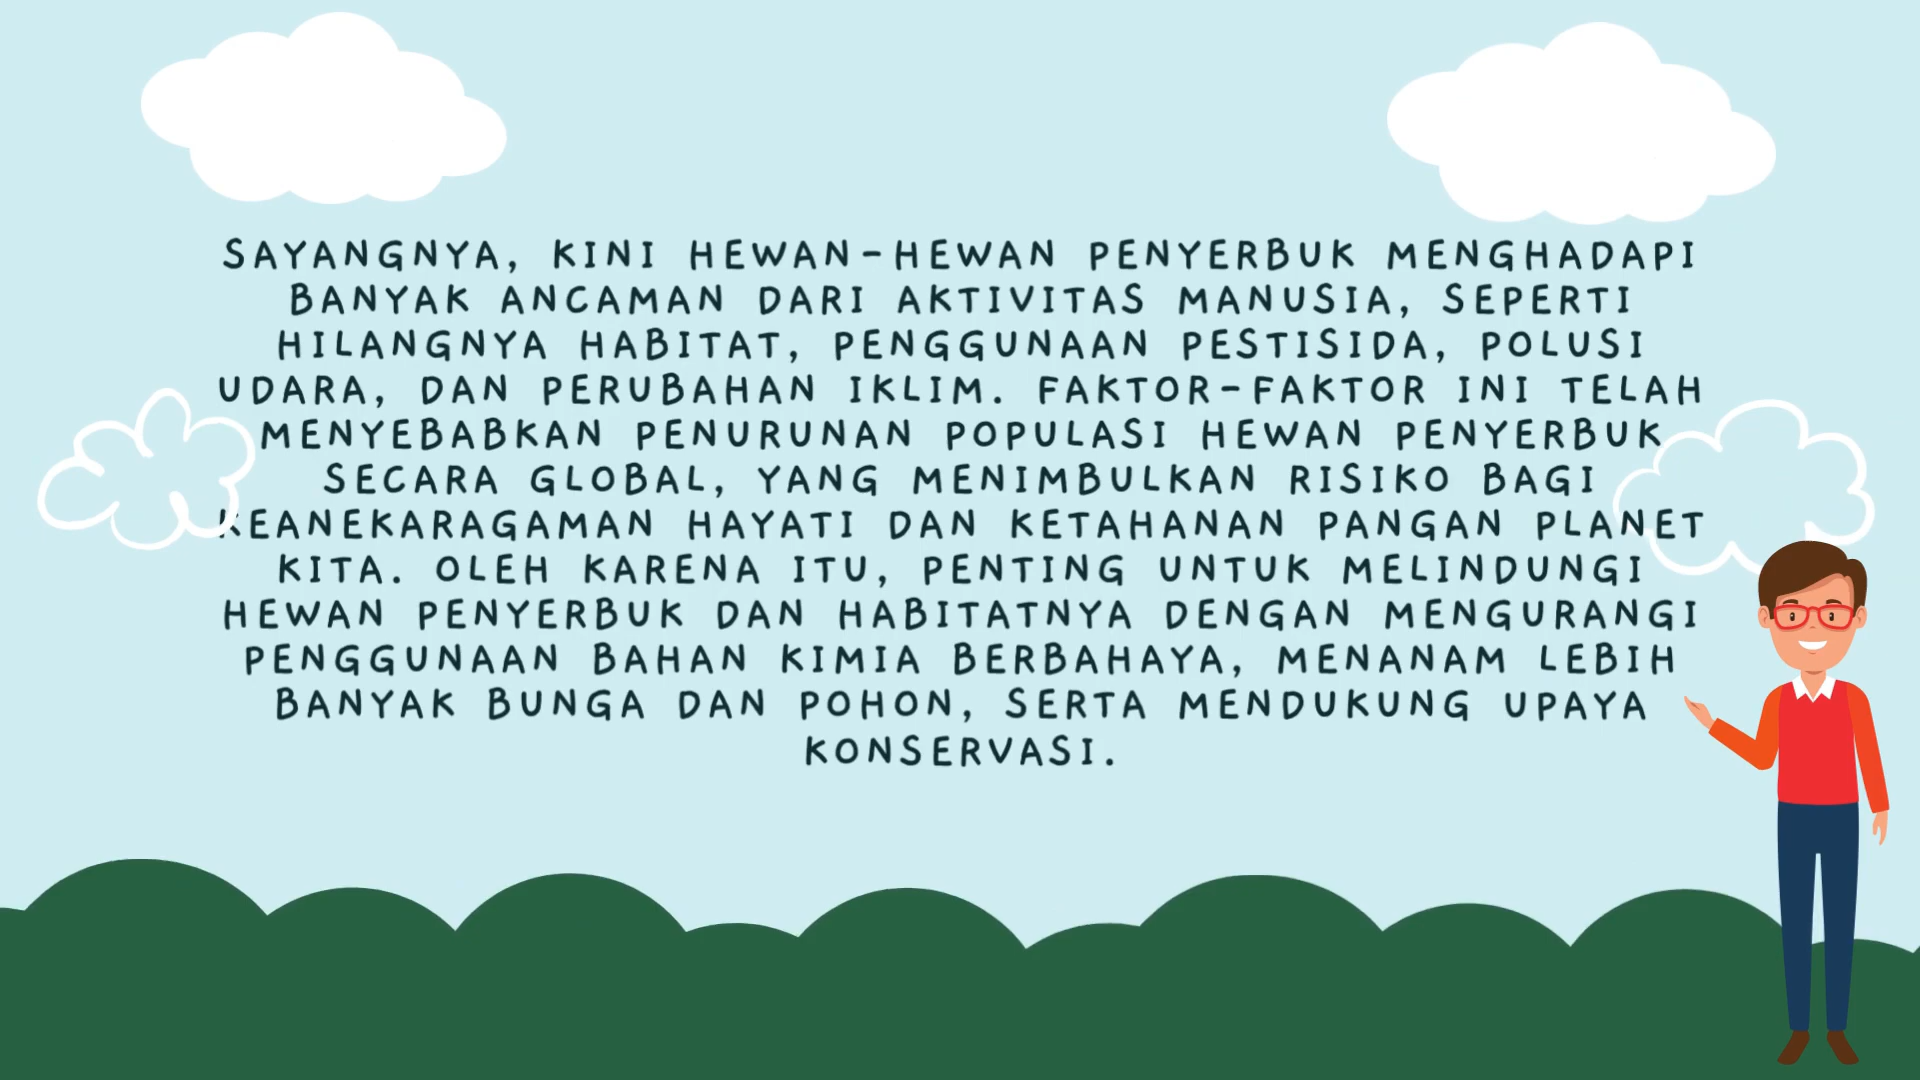 SAYANGNYA, KINI HEWAN-HEWAN PENYERBUK MENGHADAPI
BANYAK ANCAMAN DARI AKTIVITAS MANUSIA, SEPERTI
HILANGNYA HABITAT, PENGGUNAAN PESTISIDA, POLUSI
UDARA, DAN PERUBAHAN IKLIM. FAKTOR-FAKTOR INI TELAH
MENYEBABKAN PENURUNAN POPULASI HEWAN PENYERBUK
SECARA GLOBAL, YANG MENIMBULKAN RISIKO BAGI
KEANEKARAGAMAN HAYATI DAN KETAHANAN PANGAN PLANET
KITA. OLEH KARENA ITU, PENTING UNTUK MELINDUNGI
HEWAN PENYERBUK DAN HABITATNYA DENGAN MENGURANGI
PENGGUNAAN BAHAN KIMIA BERBAHAYA, MENANAM LEBIH
BANYAK BUNGA DAN POHON, SERTA MENDUKUNG UPAYA
KONSERVASI.